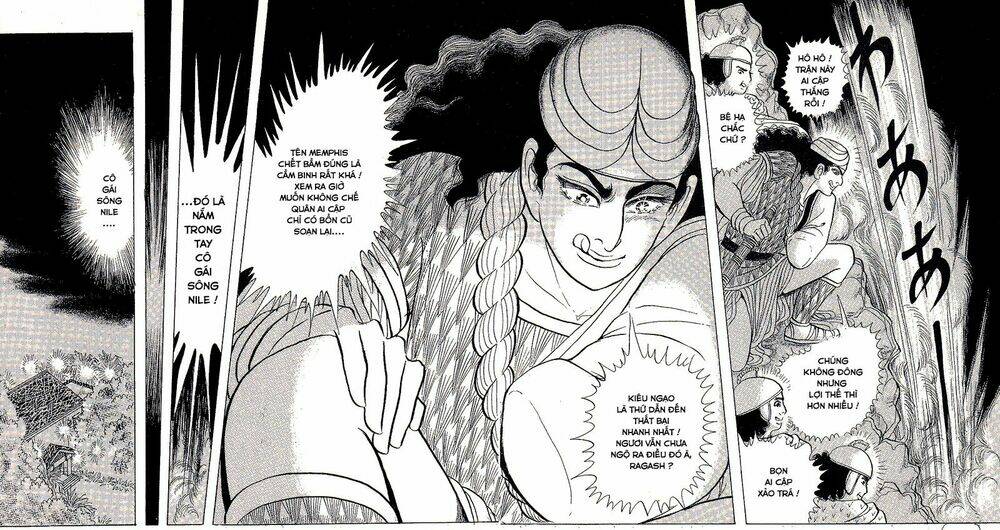 HÔ HÔ !
TRẬN NÀY
AI CẬP
THẮNG
RỒI !
BỆ HẠ
CHẮC
CHỨ ?
わあああー
CHÚNG
KHÔNG ĐÔNG
NHƯNG
LỢI THẾ THÌ
HƠN NHIỀU !
BỌN
AI CẬP
XẢO TRÁ !
TÊN MEMPHIS
CHẾT BẦM ĐÚNG LÀ
CẦM BINH RẤT KHÁ !
XEM RA GIỜ
MUỐN KHÔNG CHẾ
QUÂN AI CẬP
CHỈ CÓ BỔN CŨ
SOẠN LẠI....
KIÊU NGẠO
LÀ THỨ DẪN ĐẾN
THẤT BẠI
NHANH NHẤT !
NGƯƠI VẪN CHƯA
NGỘ RA ĐIỀU ĐÓ À,
RAGASH ?
...ĐÓ LÀ
NẮM
TRONG
TAY
CÔ
GÁI
SÔNG
NILE !
CÔ
GÁI
SÔNG
NILE
....